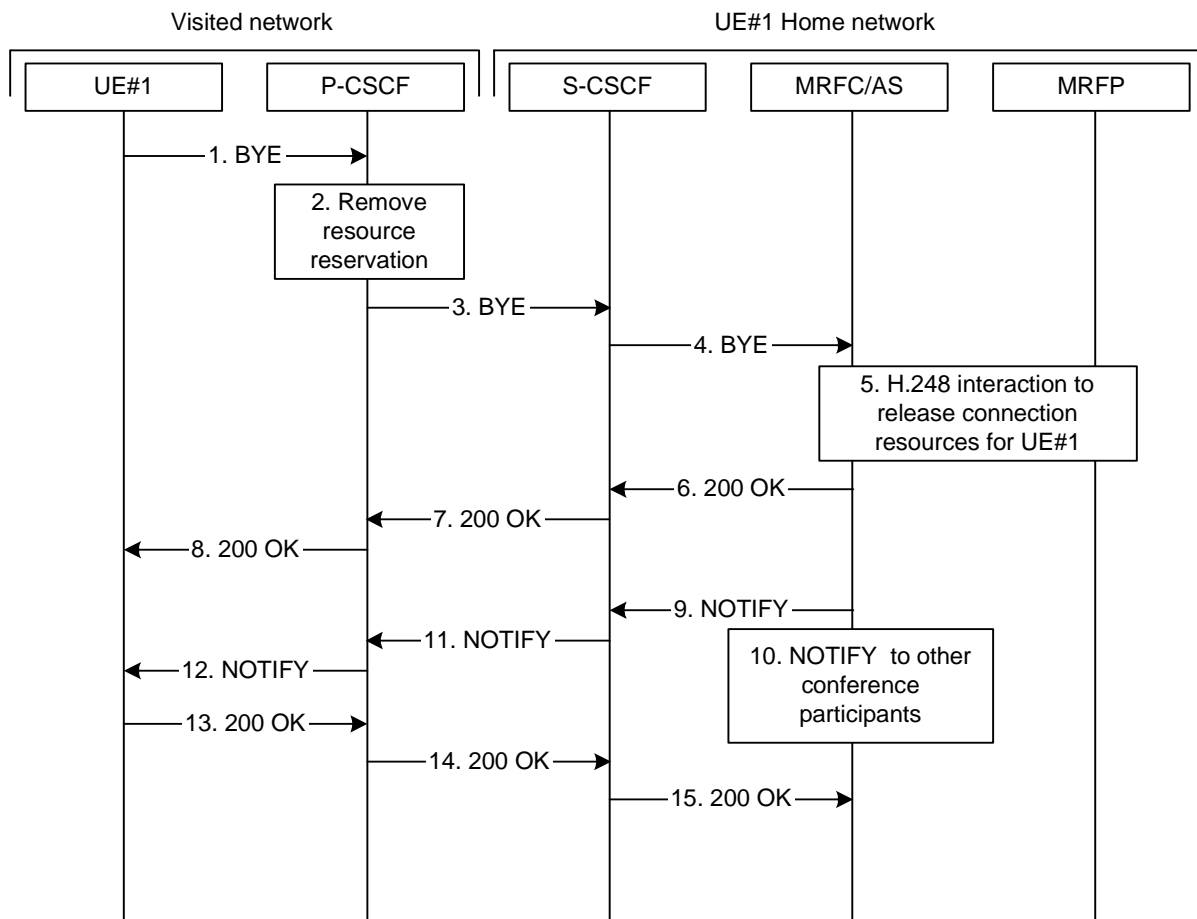 Visited network
UE#1 Home network
UE#1
P-CSCF
S-CSCF
MRFC/AS
MRFP
1. BYE
2. Remove
resource
reservation
3. BYE
4. BYE
5. H.248 interaction to
release connection
resources for UE#1
6. 200 OK
7. 200 OK
8. 200 OK
9. NOTIFY
11. NOTIFY
10. NOTIFY to other
conference
participants
12. NOTIFY
13. 200 OK
14. 200 OK
15. 200 OK